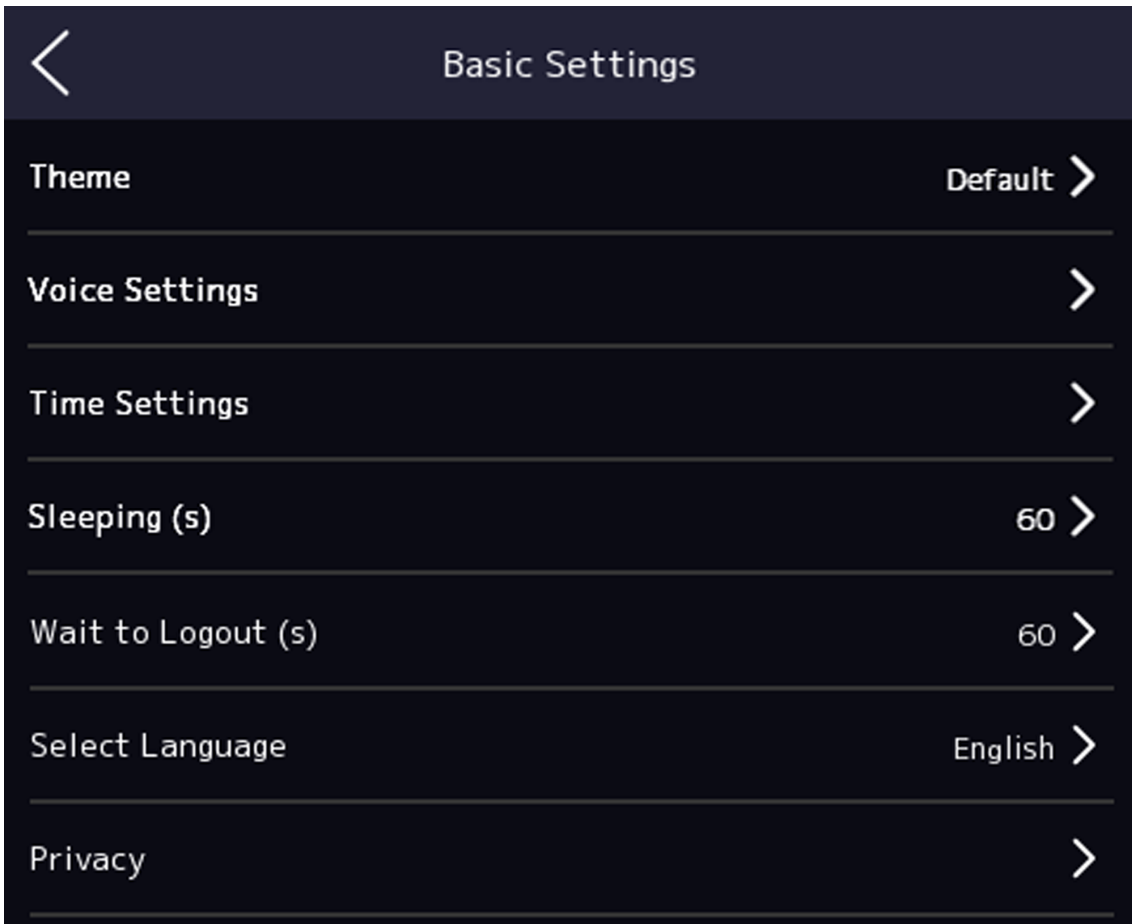 Basic Settings
Theme Default
Voice Settings
Time Settings
Sleeping (s) 60
Wait to Logout (s) 60
Select Language English
Privacy